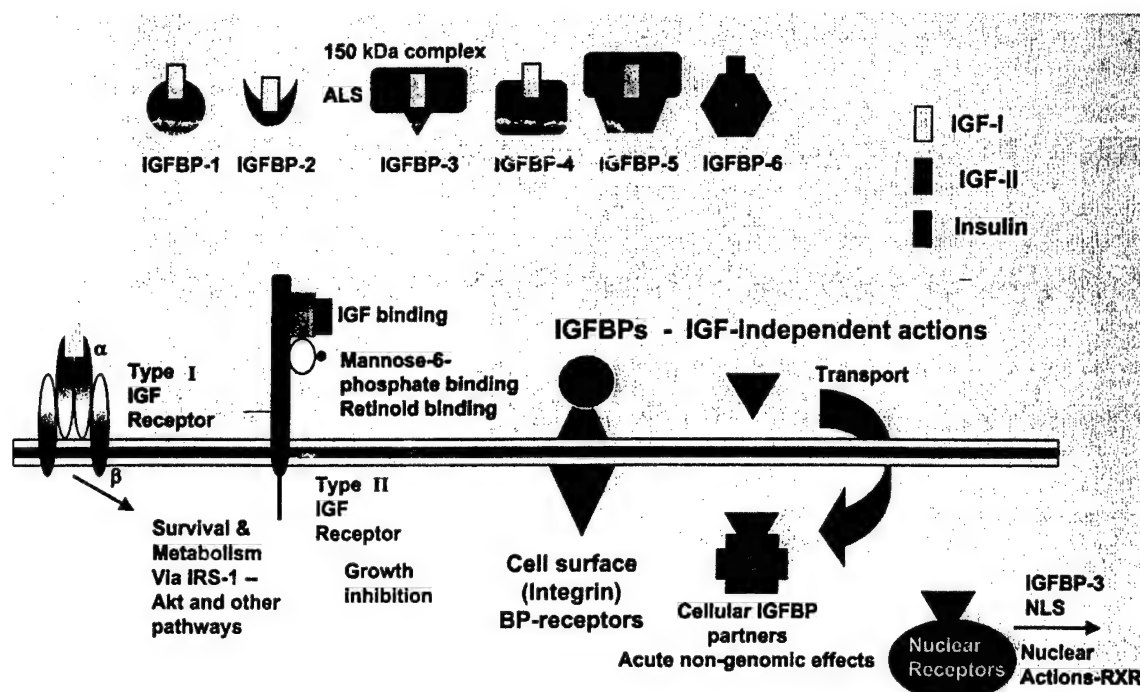 150 kDa complex
ALS
IGFBP-1
IGFBP-2
IGFBP-3
IGFBP-4
IGFBP-5
IGFBP-6
IGF-I
IGF-II
Insulin
IGF binding
Mannose-6-
phosphate binding
Retinoid binding
α
Type I
IGF
Receptor
β
Survival &
Metabolism
Via IRS-1 –
Akt and other
pathways
Type II
IGF
Receptor
Growth
inhibition
IGFBPs - IGF-Independent actions
Transport
Cell surface
(Integrin)
BP-receptors
Cellular IGFBP
partners
Acute non-genomic effects
Nuclear
Receptors
IGFBP-3
NLS
Nuclear
Actions-RXR